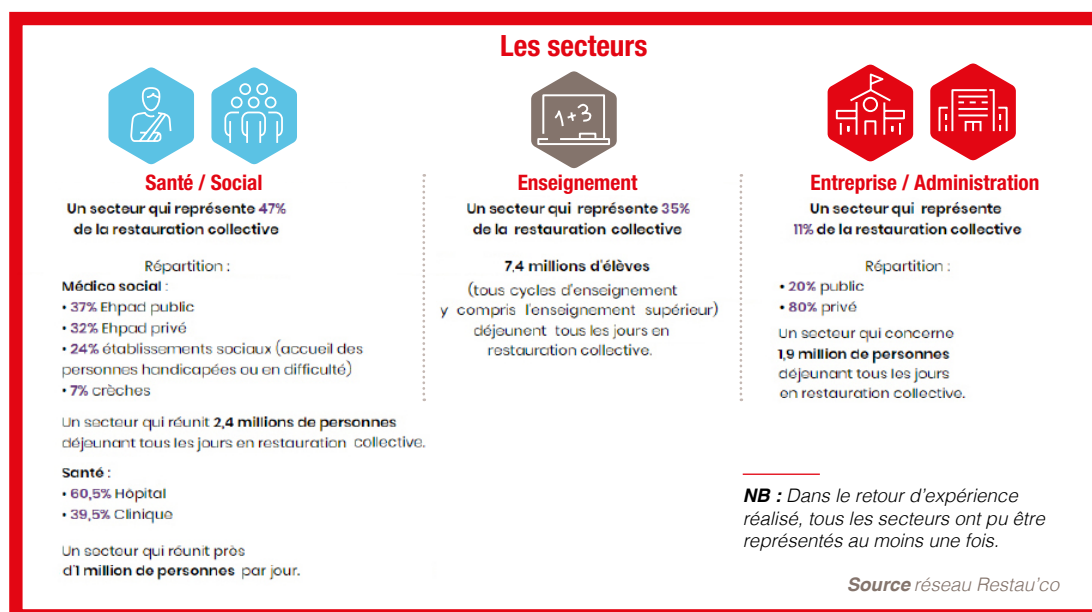 Les secteurs
1+3
Santé / Social
Un secteur qui représente 47%
de la restauration collective
Répartition :
Médico social :
• 37% Ehpad public
• 32% Ehpad privé
• 24% établissements sociaux (accueil des
personnes handicapées ou en difficulté)
• 7% crèches
Un secteur qui réunit 2,4 millions de personnes
déjeunant tous les jours en restauration collective.
Santé :
• 60,5% Hôpital
• 39,5% Clinique
Un secteur qui réunit près
d'1 million de personnes par jour.
Enseignement
Un secteur qui représente 35%
de la restauration collective
7,4 millions d'élèves
(tous cycles d'enseignement
y compris l'enseignement supérieur)
déjeunent tous les jours en
restauration collective.
Entreprise / Administration
Un secteur qui représente
11% de la restauration collective
Répartition :
• 20% public
• 80% privé
Un secteur qui concerne
1,9 million de personnes
déjeunant tous les jours
en restauration collective.
NB : Dans le retour d'expérience
réalisé, tous les secteurs ont pu être
représentés au moins une fois.
Source réseau Restau'co